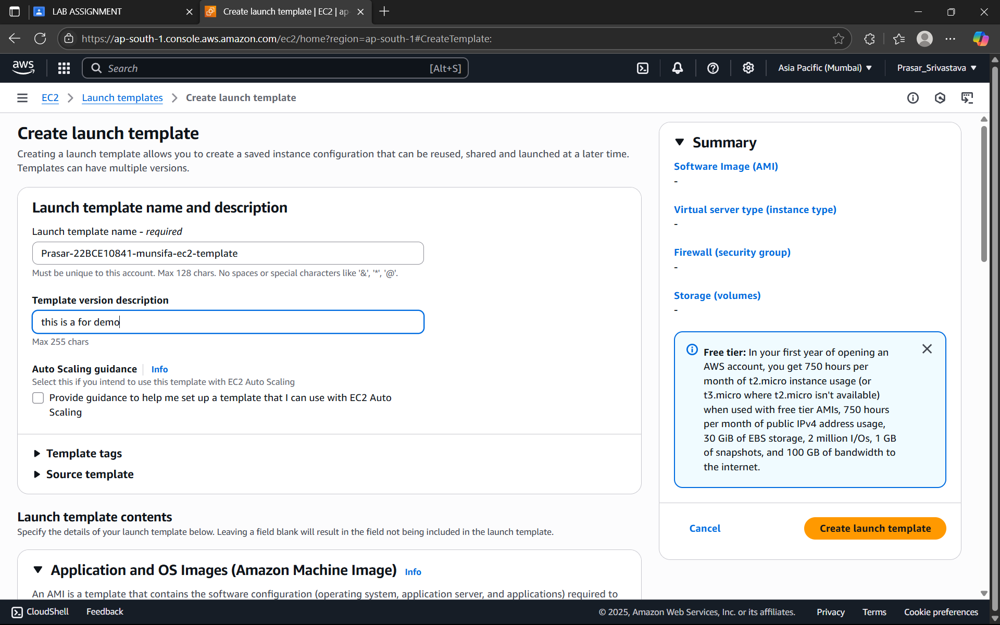 LAB ASSIGNMENT
Create launch template | EC2 | ap-
https://ap-south-1.console.aws.amazon.com/ec2/home?region=ap-south-1#CreateTemplate:
aws
Search
[Alt+S]
Asia Pacific (Mumbai)
Prasar_Srivastava
EC2
Launch templates
Create launch template
Create launch template
Creating a launch template allows you to create a saved instance configuration that can be reused, shared and launched at a later time.
Templates can have multiple versions.
Launch template name and description
Launch template name - required
Prasar-22BCE10841-munsifa-ec2-template
Must be unique to this account. Max 128 chars. No spaces or special characters like '&', '*', '@'.
Template version description
this is a for demo
Max 255 chars
Auto Scaling guidance
Info
Select this if you intend to use this template with EC2 Auto Scaling
Provide guidance to help me set up a template that I can use with EC2 Auto
Scaling
Template tags
Source template
Launch template contents
Specify the details of your launch template below. Leaving a field blank will result in the field not being included in the launch template.
Application and OS Images (Amazon Machine Image)
Info
An AMI is a template that contains the software configuration (operating system, application server, and applications) required to
Summary
Software Image (AMI)
-
Virtual server type (instance type)
-
Firewall (security group)
-
Storage (volumes)
-
Free tier: In your first year of opening an
AWS account, you get 750 hours per
month of t2.micro instance usage (or
t3.micro where t2.micro isn't available)
when used with free tier AMIs, 750 hours
per month of public IPv4 address usage,
30 GiB of EBS storage, 2 million I/Os, 1 GB
of snapshots, and 100 GB of bandwidth to
the internet.
Cancel
Create launch template
CloudShell
Feedback
© 2025, Amazon Web Services, Inc. or its affiliates.
Privacy
Terms
Cookie preferences